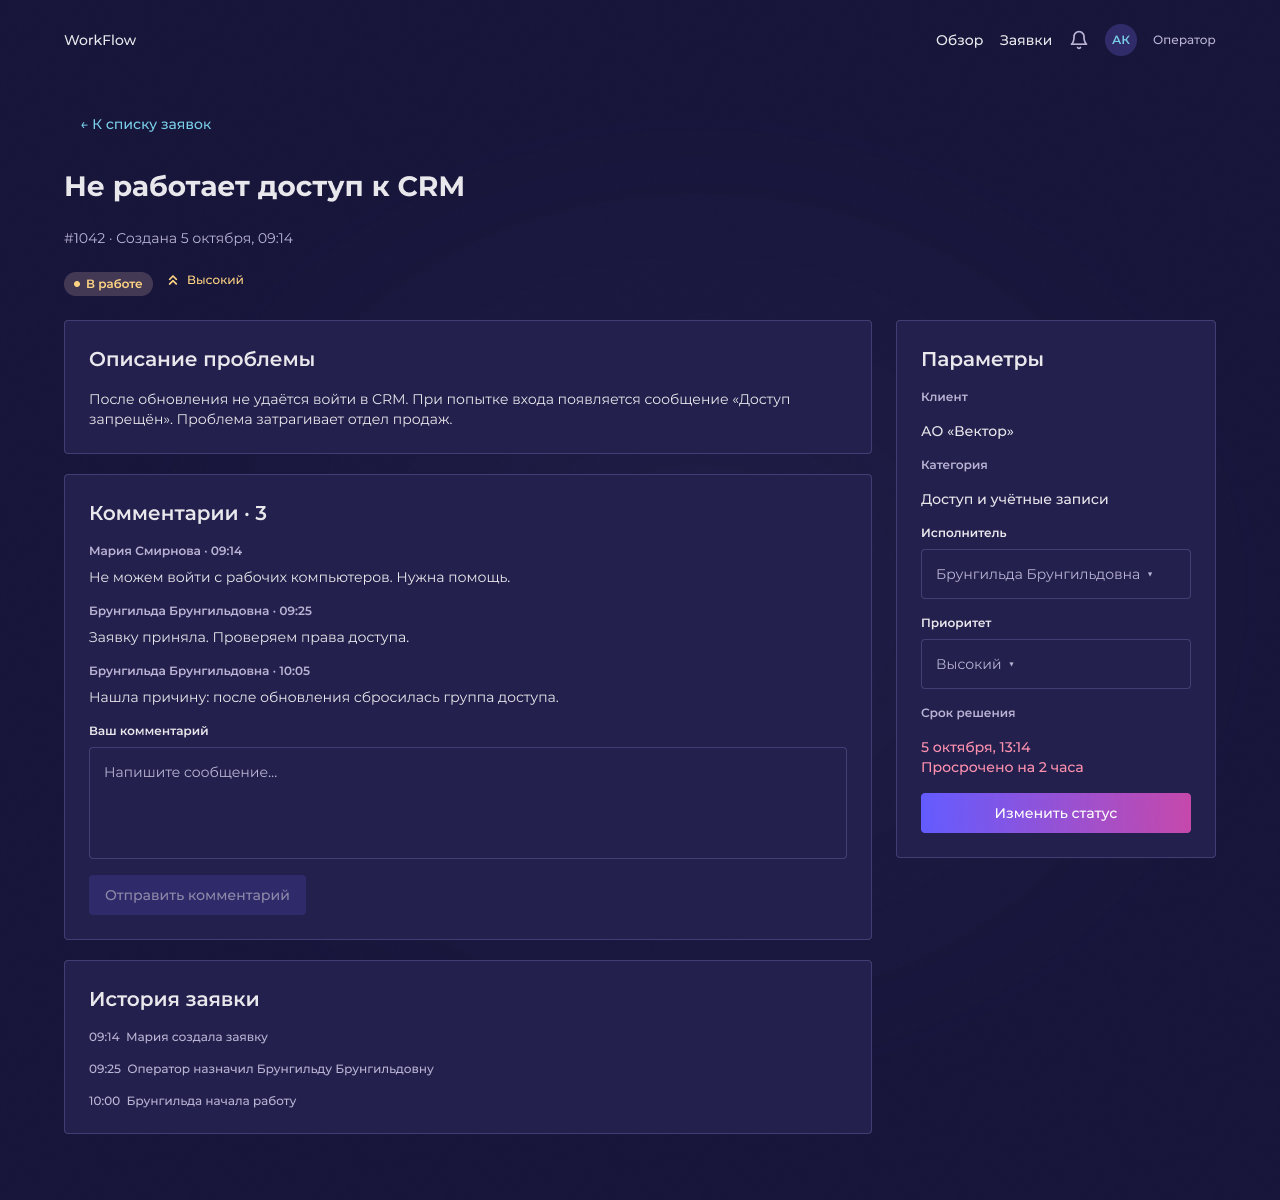 WorkFlow
Обзор Заявки АК Оператор
← К списку заявок
Не работает доступ к CRM
#1042 · Создана 5 октября, 09:14
В работе Высокий
Описание проблемы
После обновления не удаётся войти в CRM. При попытке входа появляется сообщение «Доступ
запрещён». Проблема затрагивает отдел продаж.
Комментарии · 3
Мария Смирнова · 09:14
Не можем войти с рабочих компьютеров. Нужна помощь.
Брунгильда Брунгильдовна · 09:25
Заявку приняла. Проверяем права доступа.
Брунгильда Брунгильдовна · 10:05
Нашла причину: после обновления сбросилась группа доступа.
Ваш комментарий
Напишите сообщение...
Отправить комментарий
История заявки
09:14 Мария создала заявку
09:25 Оператор назначил Брунгильду Брунгильдовну
10:00 Брунгильда начала работу
Параметры
Клиент
АО «Вектор»
Категория
Доступ и учётные записи
Исполнитель
Брунгильда Брунгильдовна ▾
Приоритет
Высокий ▾
Срок решения
5 октября, 13:14
Просрочено на 2 часа
Изменить статус